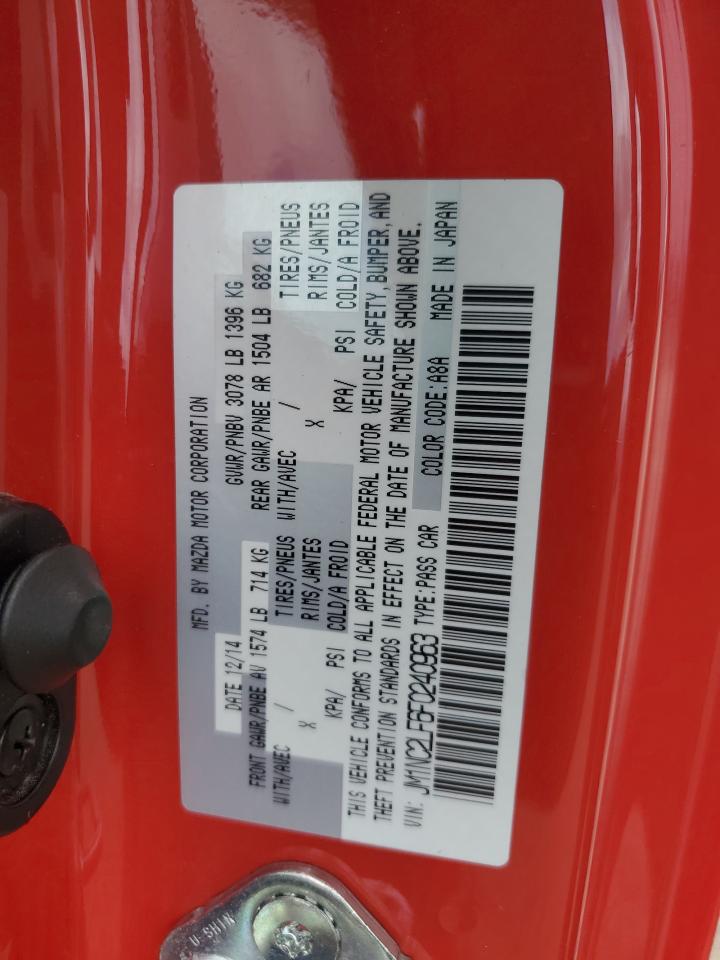 MFD. BY MAZDA MOTOR CORPORATION
DATE 12/14 GVWR/PNBV 3078 LB 1396 KG
FRONT GAWR/PNBE AV 1574 LB 714 KG REAR GAWR/PNBE AR 1504 LB 682 KG
WITH/AVEC / TIRES/PNEUS WITH/AVEC / TIRES/PNEUS
X RIMS/JANTES X RIMS/JANTES
KPA/ PSI COLD/A FROID KPA/ PSI COLD/A FROID
THIS VEHICLE CONFORMS TO ALL APPLICABLE FEDERAL MOTOR VEHICLE SAFETY, BUMPER, AND
THEFT PREVENTION STANDARDS IN EFFECT ON THE DATE OF MANUFACTURE SHOWN ABOVE.
VIN: JM1NC2LF6F0240963 TYPE:PASS CAR COLOR CODE:A8A MADE IN JAPAN
U-SHIN